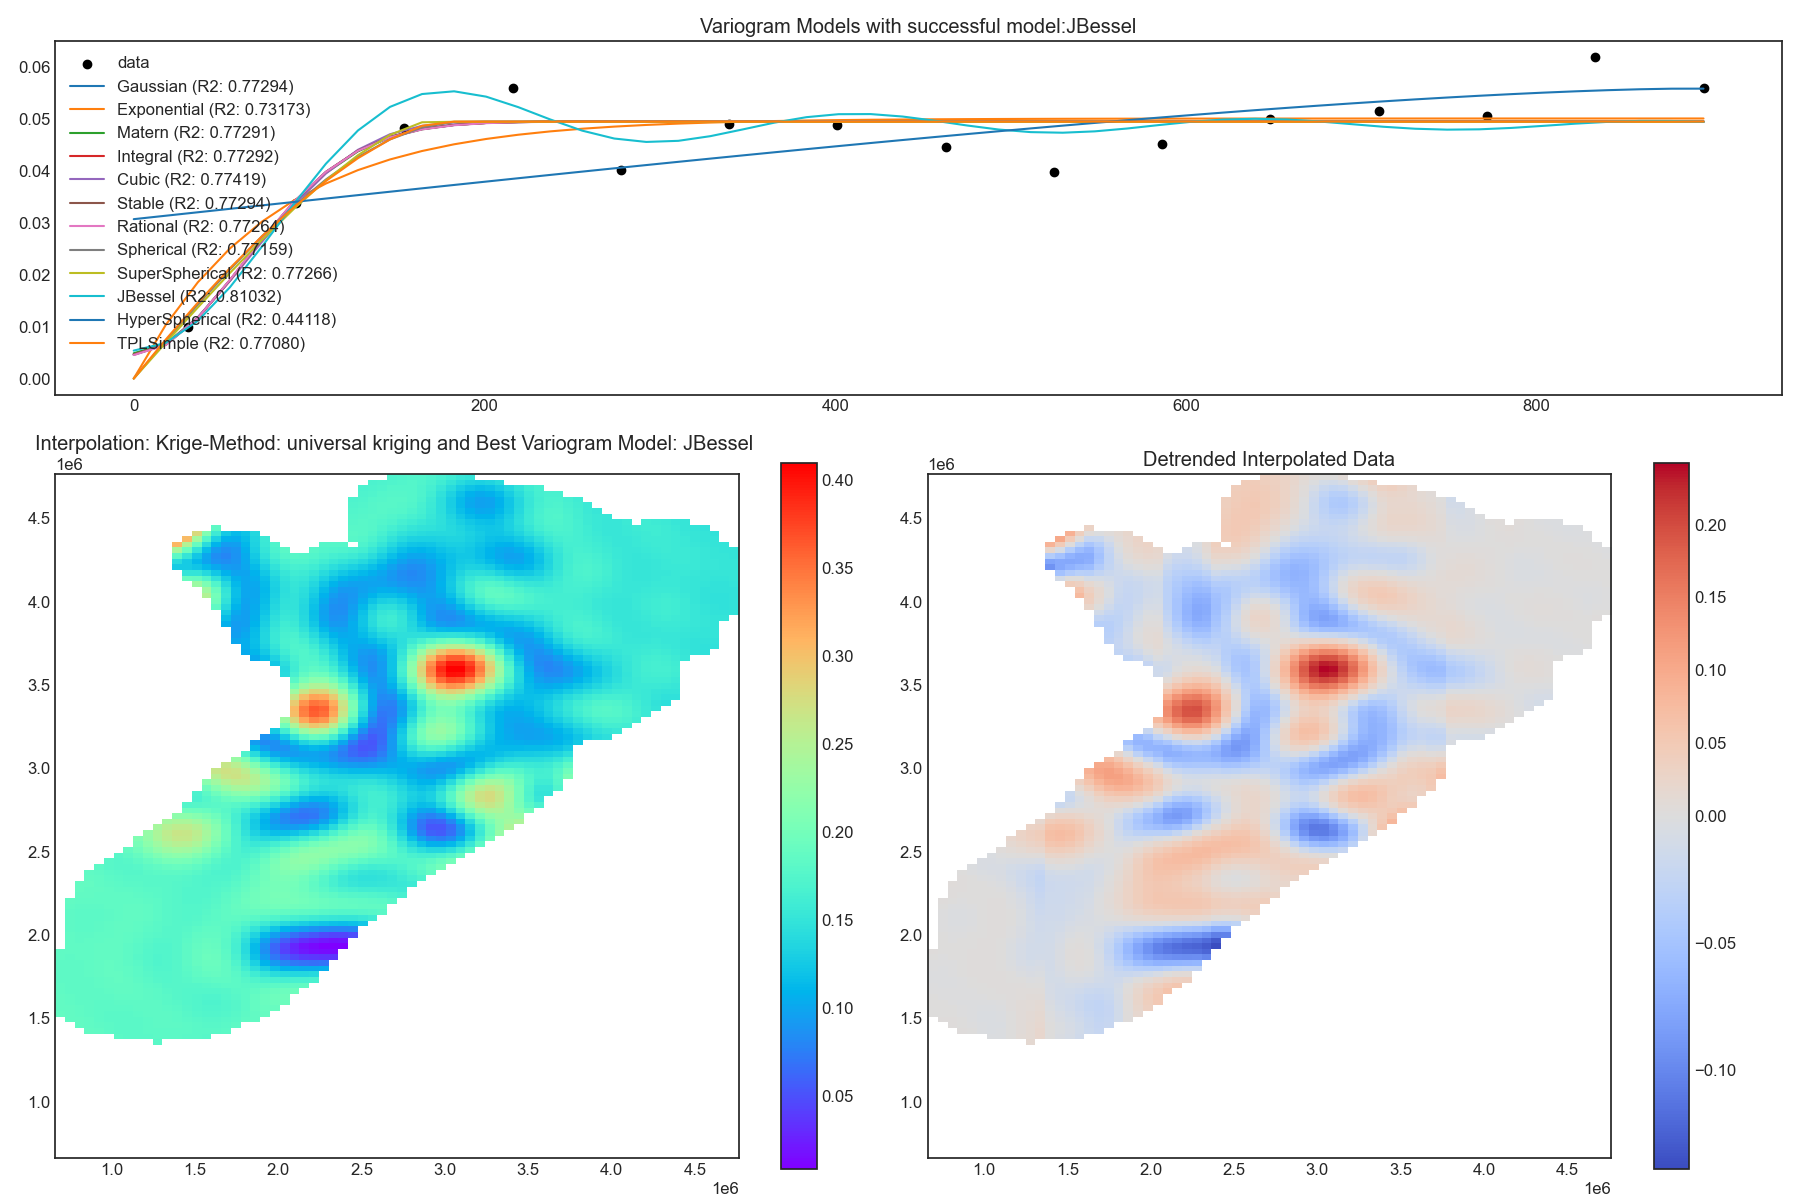 Variogram Models with successful model:JBessel
0.06
0.05
0.04
0.03
0.02
0.01
0.00
data
Gaussian (R2: 0.77294)
Exponential (R2: 0.73173)
Matern (R2: 0.77291)
Integral (R2: 0.77292)
Cubic (R2: 0.77419)
Stable (R2: 0.77294)
Rational (R2: 0.77264)
Spherical (R2: 0.77159)
SuperSpherical (R2: 0.77266)
JBessel (R2: 0.81032)
HyperSpherical (R2: 0.44118)
TPLSimple (R2: 0.77080)
0 200 400 600 800
Interpolation: Krige-Method: universal kriging and Best Variogram Model: JBessel
1e6
4.5
4.0
3.5
3.0
2.5
2.0
1.5
1.0
1.0 1.5 2.0 2.5 3.0 3.5 4.0 4.5
1e6
0.40
0.35
0.30
0.25
0.20
0.15
0.10
0.05
Detrended Interpolated Data
1e6
4.5
4.0
3.5
3.0
2.5
2.0
1.5
1.0
1.0 1.5 2.0 2.5 3.0 3.5 4.0 4.5
1e6
0.20
0.15
0.10
0.05
0.00
−0.05
−0.10